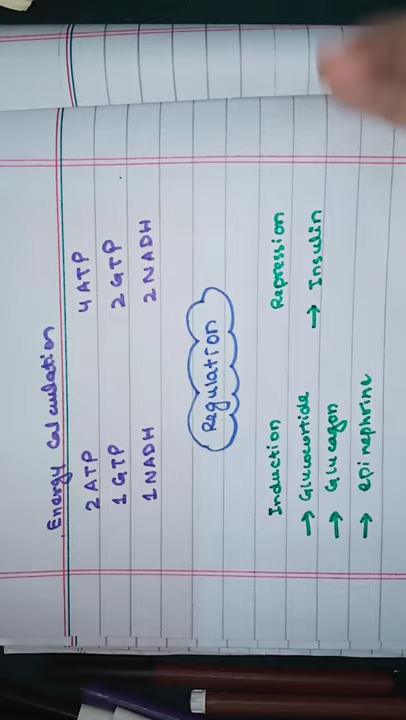 Energy Calculation
2 ATP 4 ATP
1 GTP 2 GTP
1 NADH 2 NADH
Regulation
Induction Repression
→ Glucocortide → Insulin
→ Glucagon
→ epinephrine